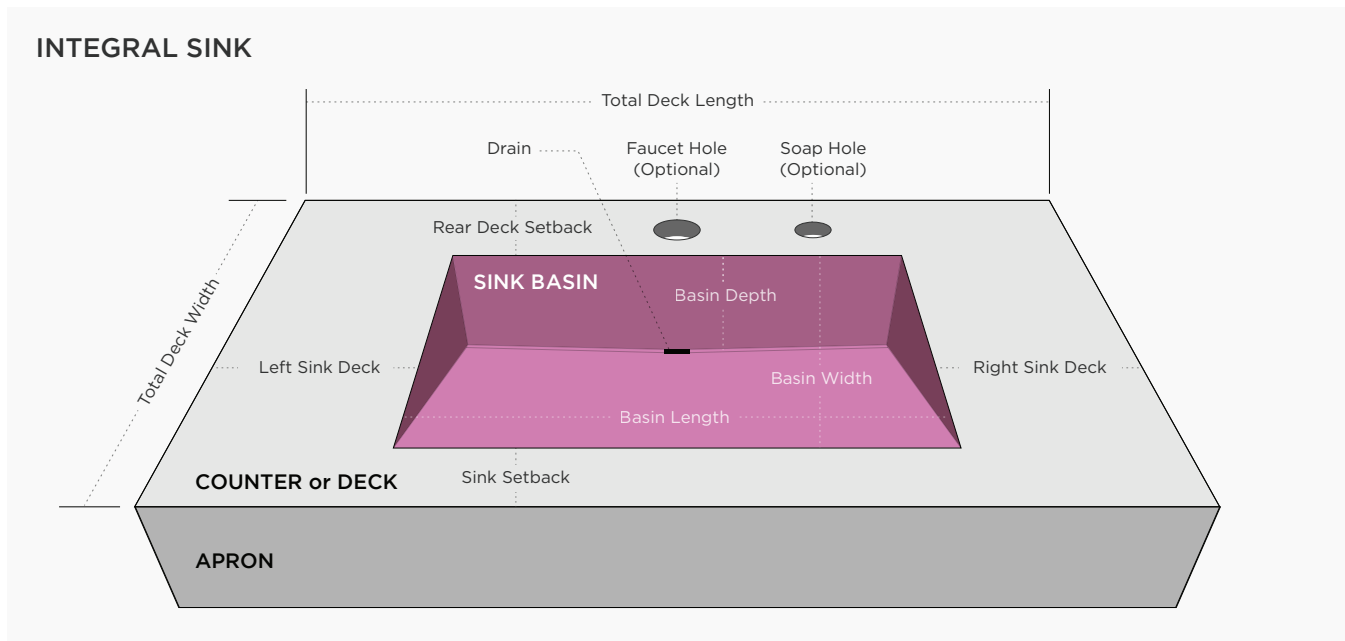 INTEGRAL SINK
Total Deck Length
Drain
Faucet Hole
(Optional)
Soap Hole
(Optional)
Rear Deck Setback
SINK BASIN
Basin Depth
Total Deck Width
Left Sink Deck
Basin Width
Right Sink Deck
Basin Length
COUNTER or DECK
Sink Setback
APRON